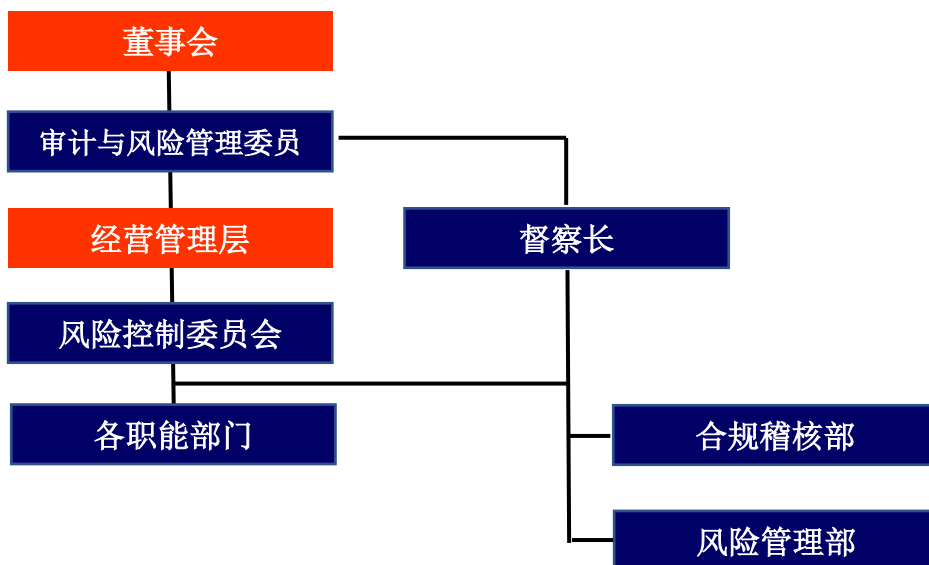 董事会
审计与风险管理委员
经营管理层
督察长
风险控制委员会
各职能部门
合规稽核部
风险管理部